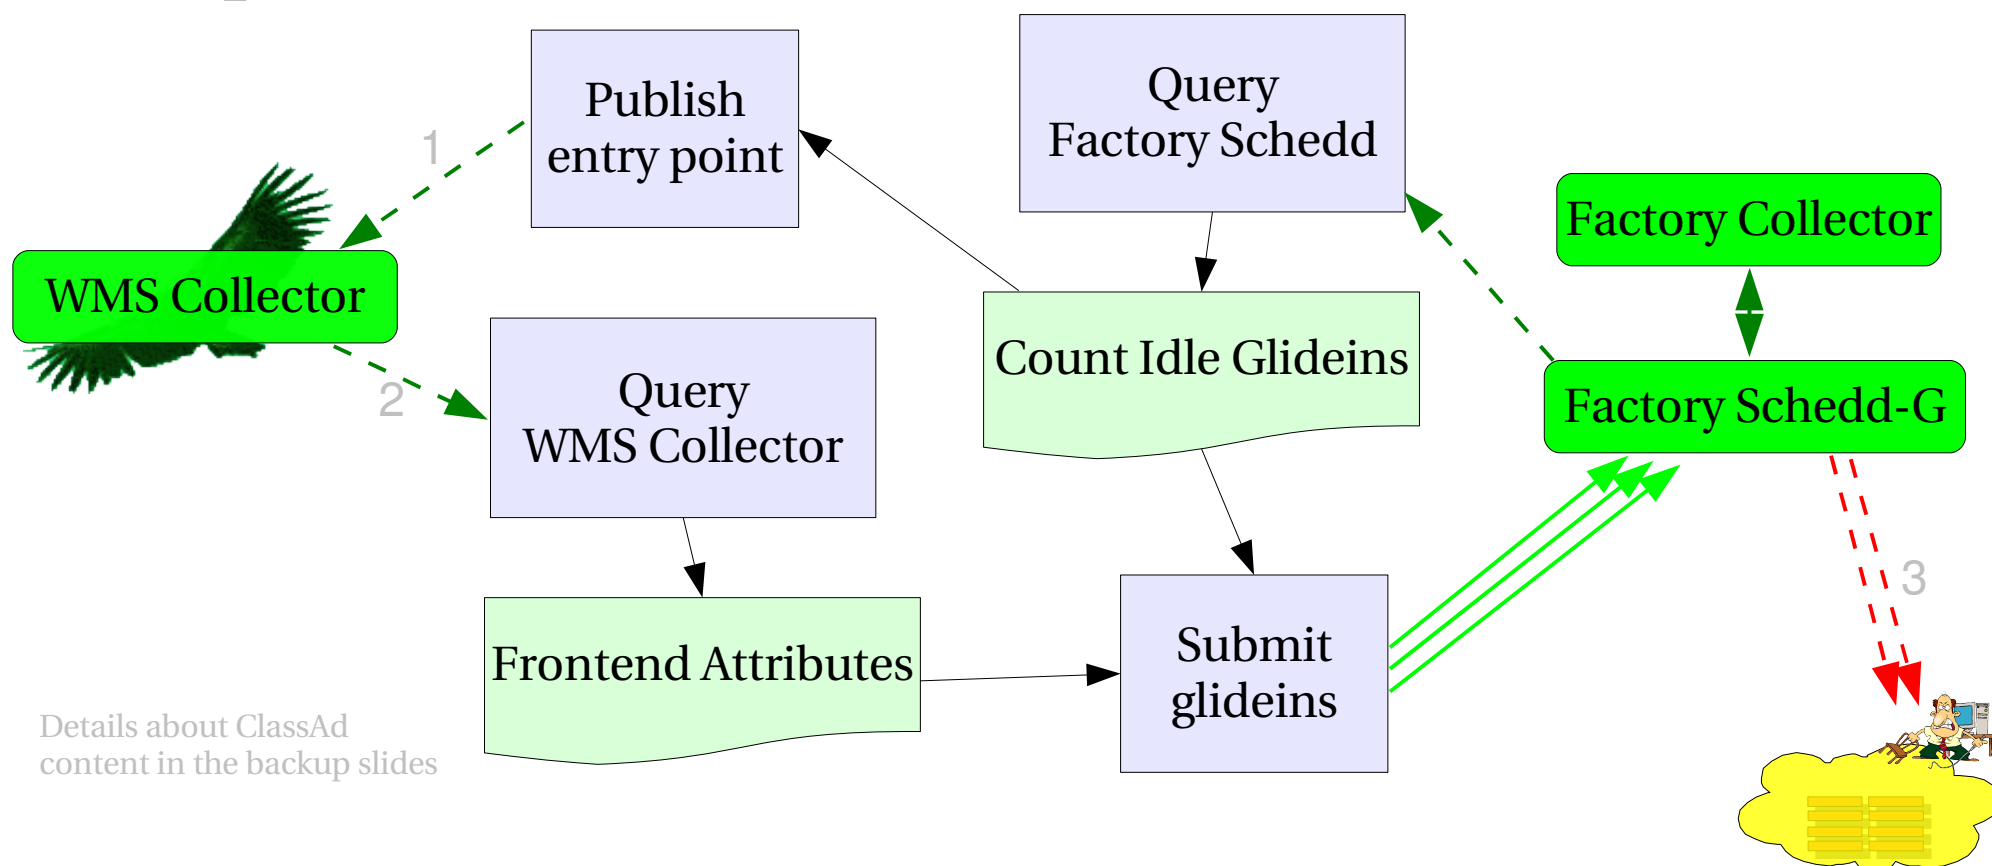 Publish
entry point
Query
Factory Schedd
1
Factory Collector
WMS Collector
Count Idle Glideins
2
Query
WMS Collector
Factory Schedd-G
3
Frontend Attributes
Submit
glideins
Details about ClassAd
content in the backup slides